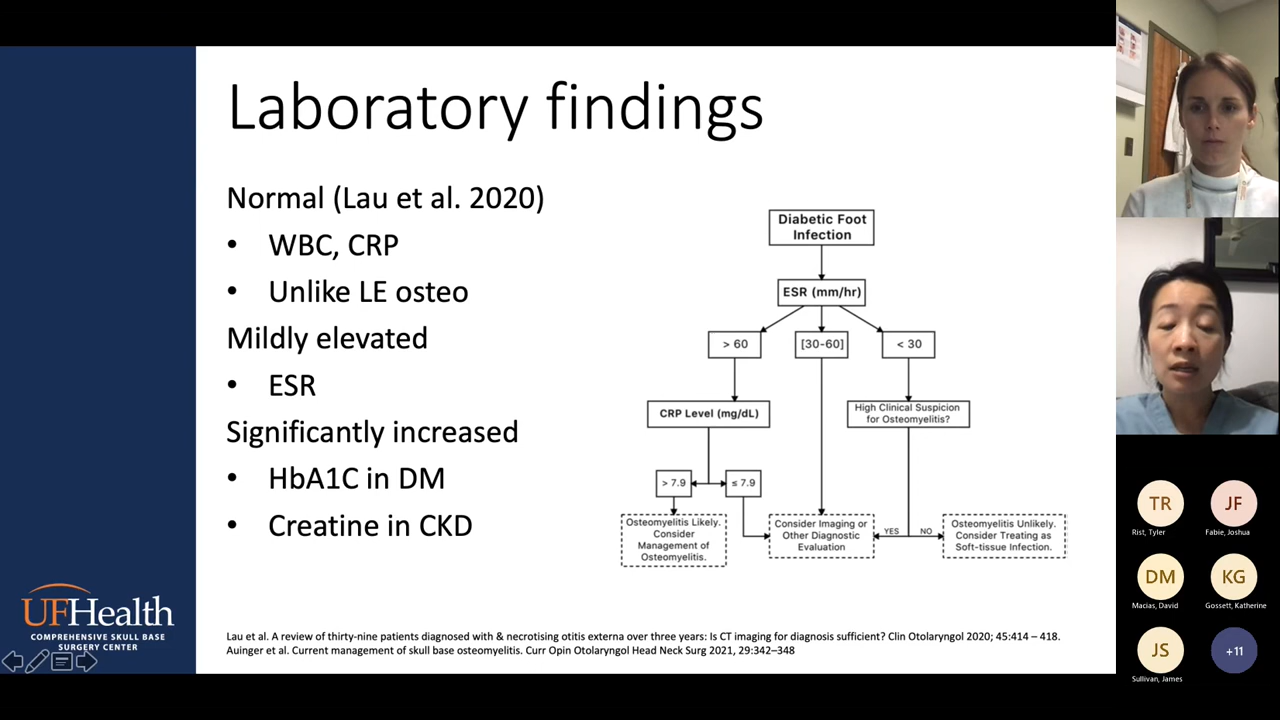 Laboratory findings
Normal (Lau et al. 2020)
• WBC, CRP
• Unlike LE osteo
Mildly elevated
• ESR
Significantly increased
• HbA1C in DM
• Creatine in CKD
Diabetic Foot
Infection
ESR (mm/hr)
> 60
[30-60]
< 30
CRP Level (mg/dL)
High Clinical Suspicion
for Osteomyelitis?
> 7.9
≤ 7.9
Osteomyelitis Likely.
Consider
Management of
Osteomyelitis.
Consider Imaging or
Other Diagnostic
Evaluation
YES
NO
Osteomyelitis Unlikely.
Consider Treating as
Soft-tissue Infection.
Lau et al. A review of thirty-nine patients diagnosed with & necrotising otitis externa over three years: Is CT imaging for diagnosis sufficient? Clin Otolaryngol 2020; 45:414 – 418.
Auinger et al. Current management of skull base osteomyelitis. Curr Opin Otolaryngol Head Neck Surg 2021, 29:342–348
UFHealth
COMPREHENSIVE SKULL BASE
SURGERY CENTER
TR
Rist, Tyler
JF
Fabie, Joshua
DM
Macias, David
KG
Gossett, Katherine
JS
Sullivan, James
+11